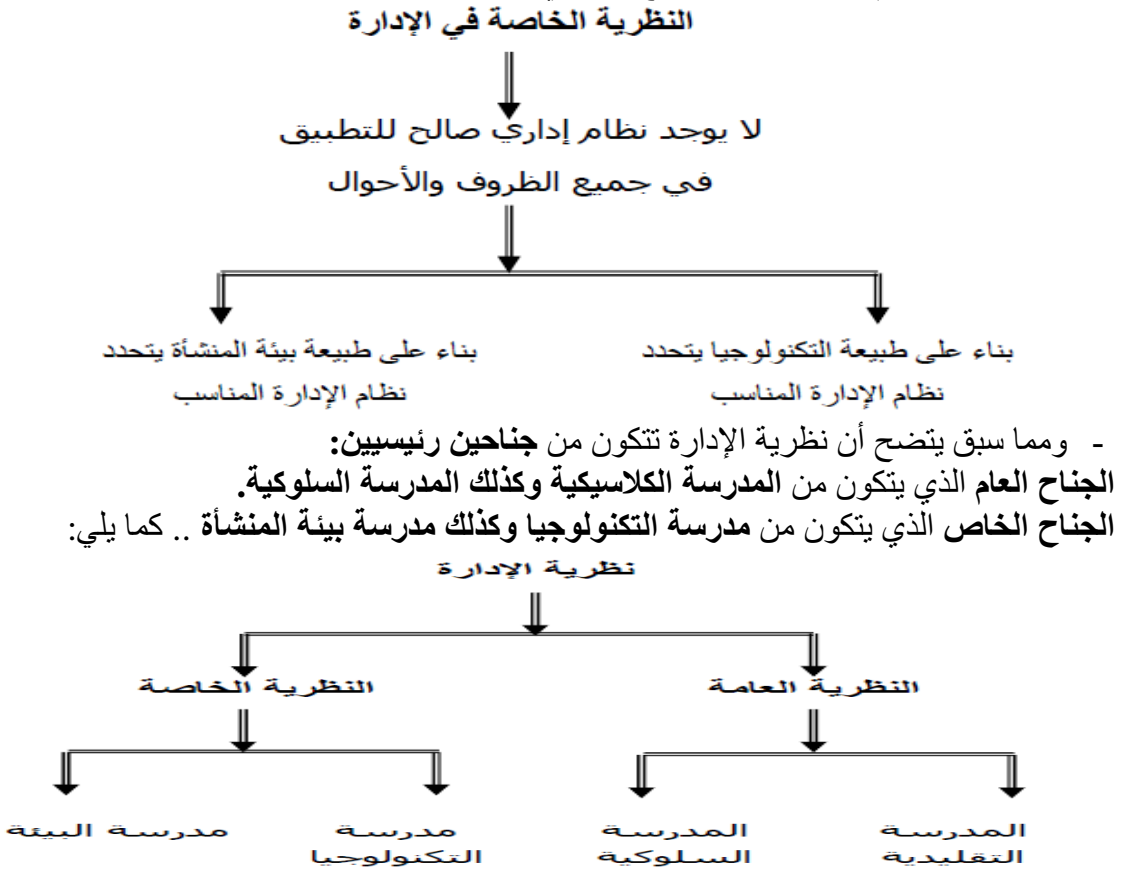 النظرية الخاصة في الإدارة
لا يوجد نظام إداري صالح للتطبيق
في جميع الظروف والأحوال
بناء على طبيعة التكنولوجيا يتحدد
نظام الإدارة المناسب
بناء على طبيعة بيئة المنشأة يتحدد
نظام الإدارة المناسب
- ومما سبق يتضح أن نظرية الإدارة تتكون من جناحين رئيسيين:
الجناح العام الذي يتكون من المدرسة الكلاسيكية وكذلك المدرسة السلوكية.
الجناح الخاص الذي يتكون من مدرسة التكنولوجيا وكذلك مدرسة بيئة المنشأة .. كما يلي:
نظرية الإدارة
النظرية العامة
النظرية الخاصة
المدرسة
التقليدية
المدرسة
السلوكية
مدرسة
التكنولوجيا
مدرسة البيئة